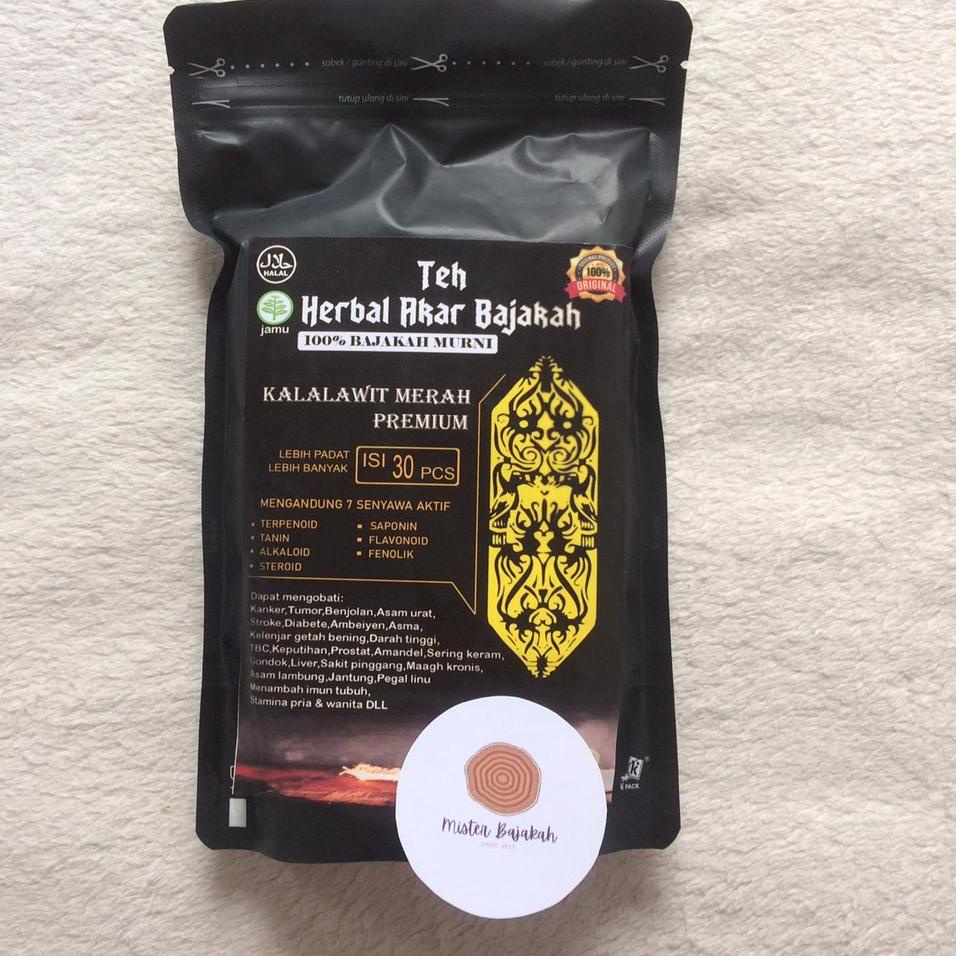 sobek / gunting di sini sobek / gunting di sini
tutup ulang di sini tutup ulang di sini
حلال
HALAL
jamu
100%
ORIGINAL
Teh
Herbal Akar Bajakah
100% BAJAKAH MURNI
KALALAWIT MERAH
PREMIUM
LEBIH PADAT
LEBIH BANYAK
ISI 30 PCS
MENGANDUNG 7 SENYAWA AKTIF
TERPENOID
TANIN
ALKALOID
STEROID
SAPONIN
FLAVONOID
FENOLIK
Dapat mengobati:
Kanker,Tumor,Benjolan,Asam urat,
Stroke,Diabete,Ambeiyen,Asma,
Kelenjar getah bening,Darah tinggi,
TBC,Keputihan,Prostat,Amandel,Sering keram,
Gondok,Liver,Sakit pinggang,Maagh kronis,
Asam lambung,Jantung,Pegal linu
Menambah imun tubuh,
Stamina pria & wanita DLL
K PACK
Mister Bajakah